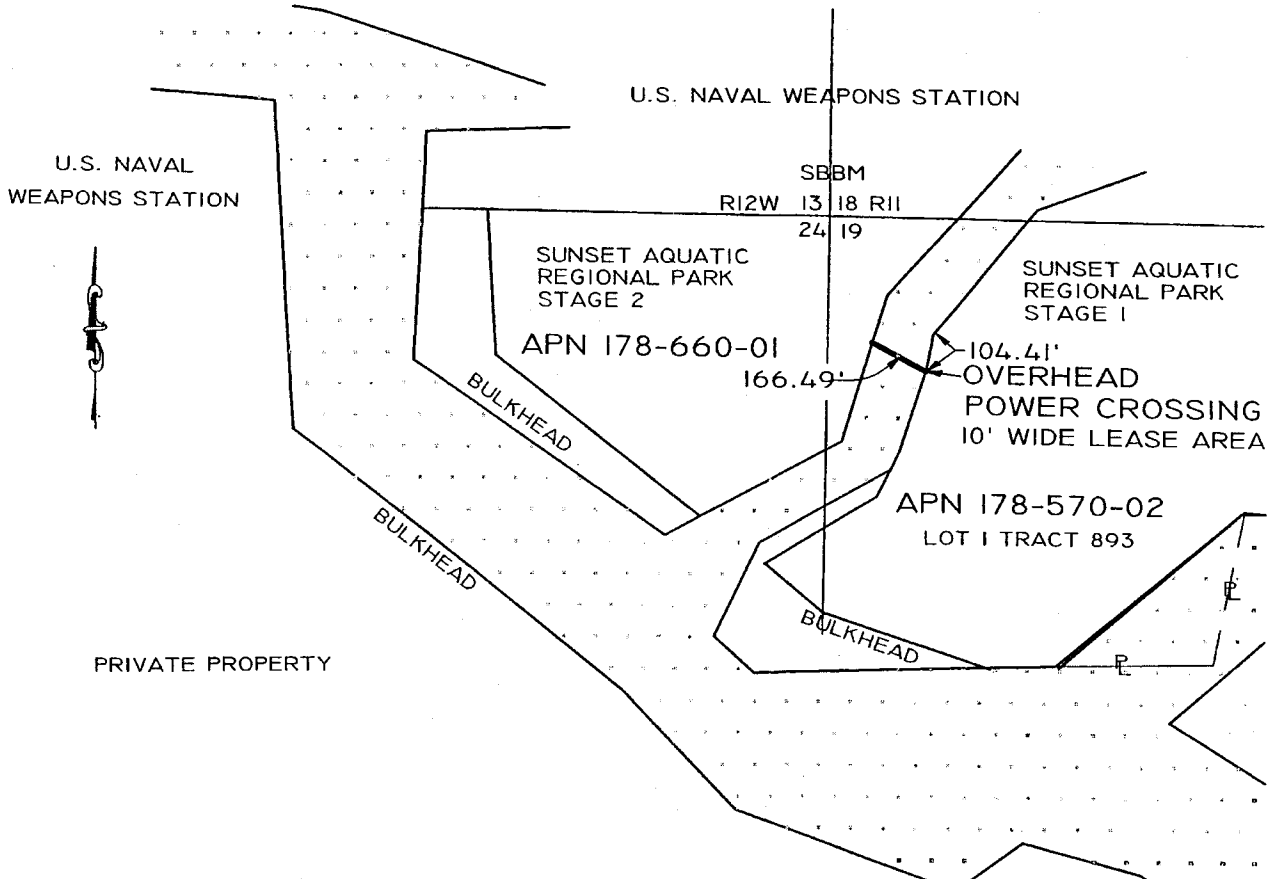 U.S. NAVAL WEAPONS STATION
U.S. NAVAL
WEAPONS STATION
SBBM
R12W 13 18 R11
24 19
SUNSET AQUATIC
REGIONAL PARK
STAGE 2
APN 178-660-01
SUNSET AQUATIC
REGIONAL PARK
STAGE 1
166.49'
104.41'
OVERHEAD
POWER CROSSING
10' WIDE LEASE AREA
BULKHEAD
BULKHEAD
APN 178-570-02
LOT 1 TRACT 893
BULKHEAD
PL
PL
PRIVATE PROPERTY